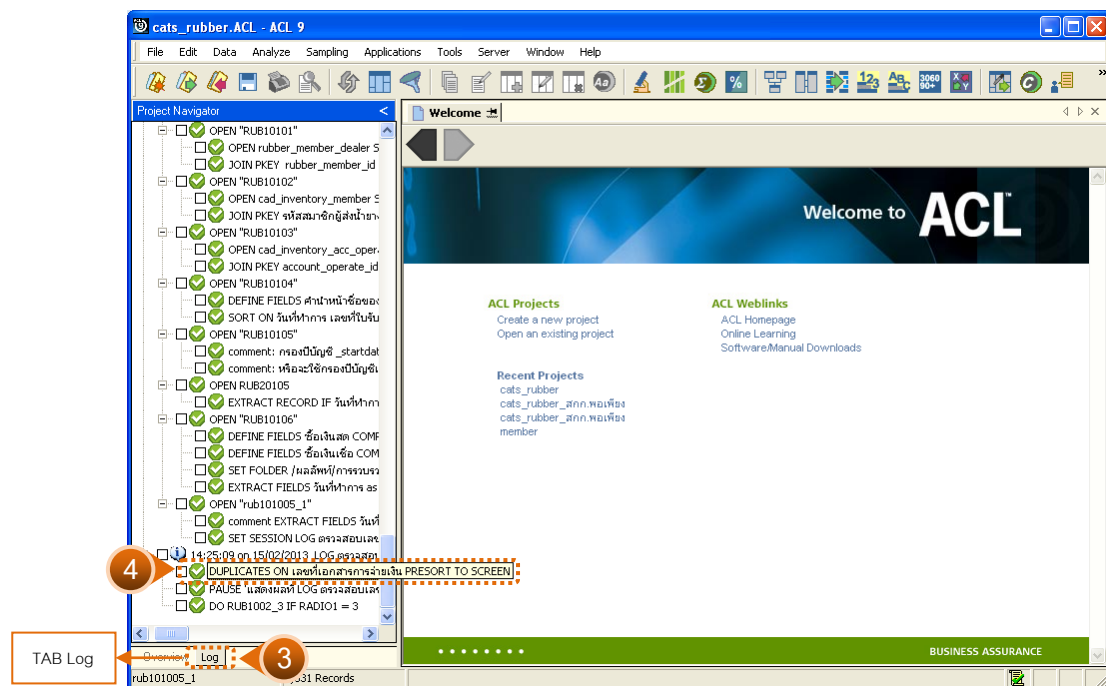 cats_rubber.ACL - ACL 9
File Edit Data Analyze Sampling Applications Tools Server Window Help
Project Navigator <
Welcome
OPEN "RUB10101"
OPEN rubber_member_dealer S
JOIN PKEY rubber_member_id
OPEN "RUB10102"
OPEN cad_inventory_member S
JOIN PKEY รหัสสมาชิกผู้ส่งน้ำยาง
OPEN "RUB10103"
OPEN cad_inventory_acc_oper
JOIN PKEY account_operate_id
OPEN "RUB10104"
DEFINE FIELDS คำนำหน้าชื่อของ
SORT ON วันที่ทำการ เลขที่ใบรับ
OPEN "RUB10105"
comment: กรองปีบัญชี _startdat
comment: หรือจะใช้กรองปีบัญชี
OPEN RUB20105
EXTRACT RECORD IF วันที่ทำกา
OPEN "RUB10106"
DEFINE FIELDS ซื้อเงินสด COMP
DEFINE FIELDS ซื้อเงินเชื่อ COM
SET FOLDER /ผลลัพท์/การรวบรว
EXTRACT FIELDS วันที่ทำการ as
OPEN "rub101005_1"
comment EXTRACT FIELDS วันที่
SET SESSION LOG ตรวจสอบเลข
14:25:09 on 15/02/2013 LOG ตรวจสอบ
4
DUPLICATES ON เลขที่เอกสารการจ่ายเงิน PRESORT TO SCREEN
PAUSE "แสดงผลที่ LOG ตรวจสอบเลข
DO RUB1002_3 IF RADIO1 = 3
Welcome to ACL™
ACL Projects
Create a new project
Open an existing project
Recent Projects
cats_rubber
cats_rubber_สกก.พอเพียง
cats_rubber_สกก.พอเพียง
member
ACL Weblinks
ACL Homepage
Online Learning
Software/Manual Downloads
BUSINESS ASSURANCE
TAB Log
Overview Log
3
rub101005_1 Records